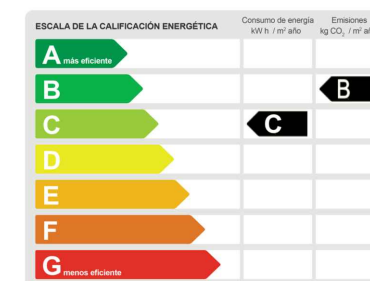 ESCALA DE LA CALIFICACIÓN ENERGÉTICA
Consumo de energía
kW h / m² año
Emisiones
kg CO₂ / m² añ
A más eficiente
B
B
C
C
D
E
F
G menos eficiente